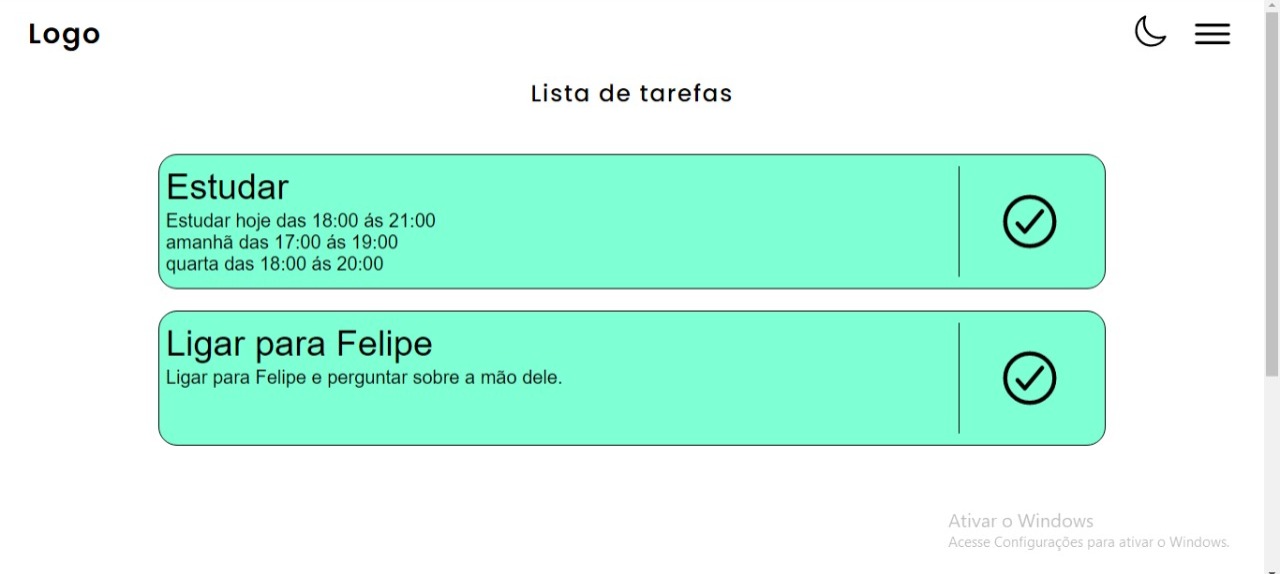 Logo
Lista de tarefas
Estudar
Estudar hoje das 18:00 ás 21:00
amanhã das 17:00 ás 19:00
quarta das 18:00 ás 20:00
Ligar para Felipe
Ligar para Felipe e perguntar sobre a mão dele.
Ativar o Windows
Acesse Configurações para ativar o Windows.